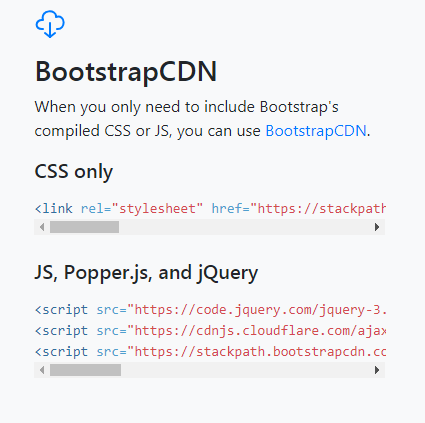 BootstrapCDN
When you only need to include Bootstrap's
compiled CSS or JS, you can use BootstrapCDN.
CSS only
<link rel="stylesheet" href="https://stackpath
JS, Popper.js, and jQuery
<script src="https://code.jquery.com/jquery-3.
<script src="https://cdnjs.cloudflare.com/ajax
<script src="https://stackpath.bootstrapcdn.co